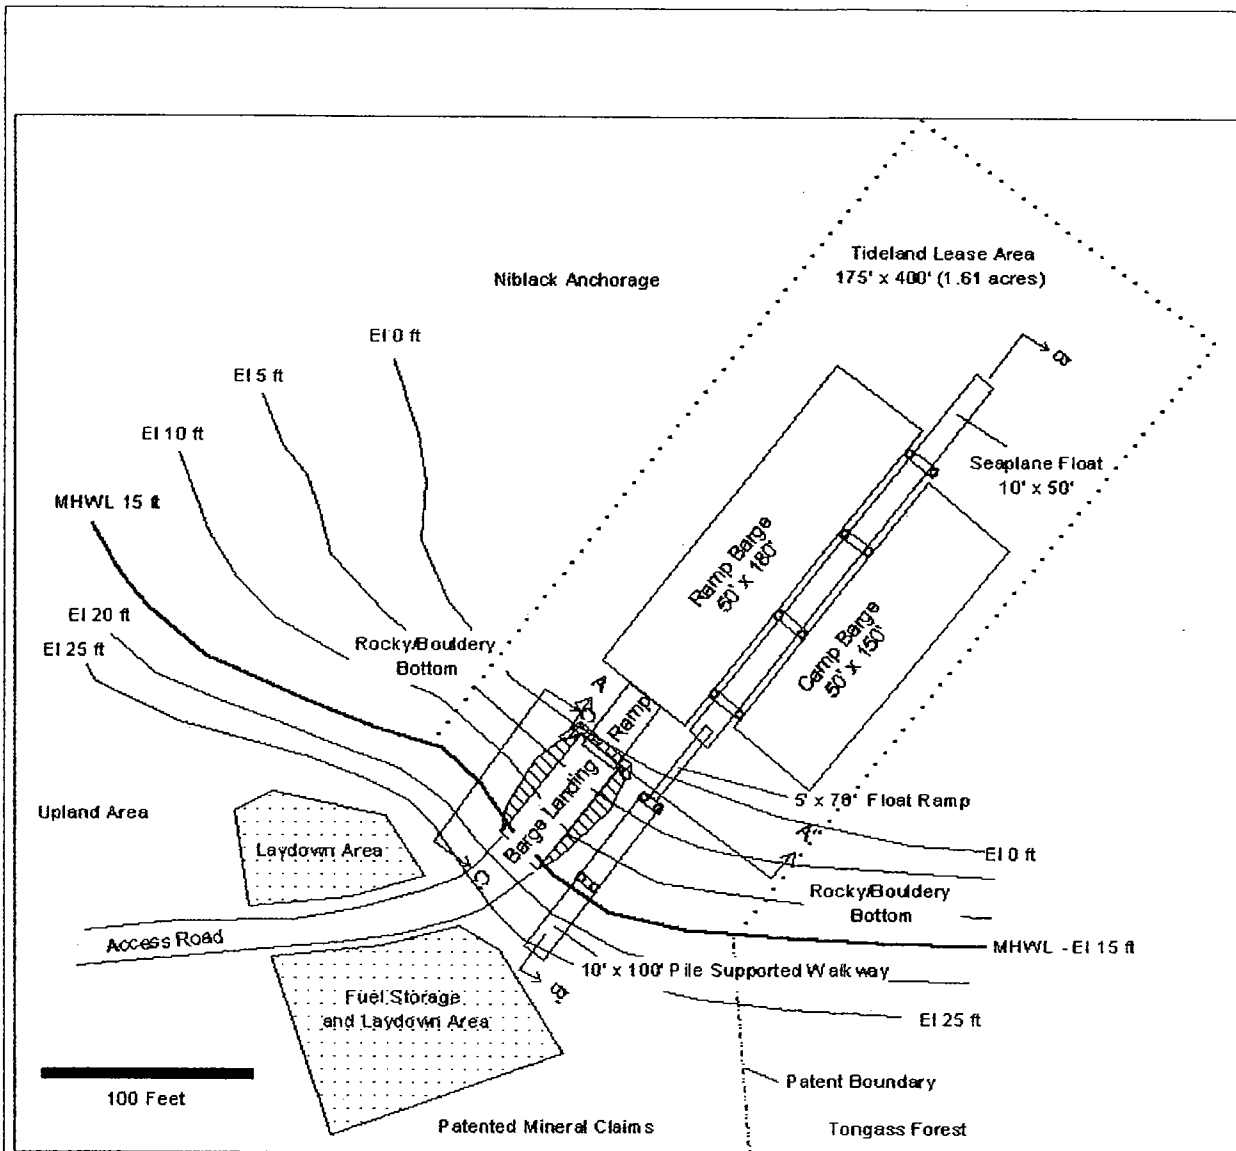 Tideland Lease Area
175' x 400' (1.61 acres)
Niblack Anchorage
El 0 ft
El 5 ft
El 10 ft
MHWL 15 ft
El 20 ft
El 25 ft
B
Seaplane Float
10' x 50'
Ramp Barge
50' x 180'
Camp Barge
50' x 150'
Rocky/Bouldery
Bottom
A
C
Ramp
Barge Landing
5' x 70' Float Ramp
A'
El 0 ft
Upland Area
Laydown Area
C'
Rocky/Bouldery
Bottom
Access Road
MHWL - El 15 ft
10' x 100' Pile Supported Walkway
B'
Fuel Storage
and Laydown Area
El 25 ft
100 Feet
Patent Boundary
Patented Mineral Claims
Tongass Forest